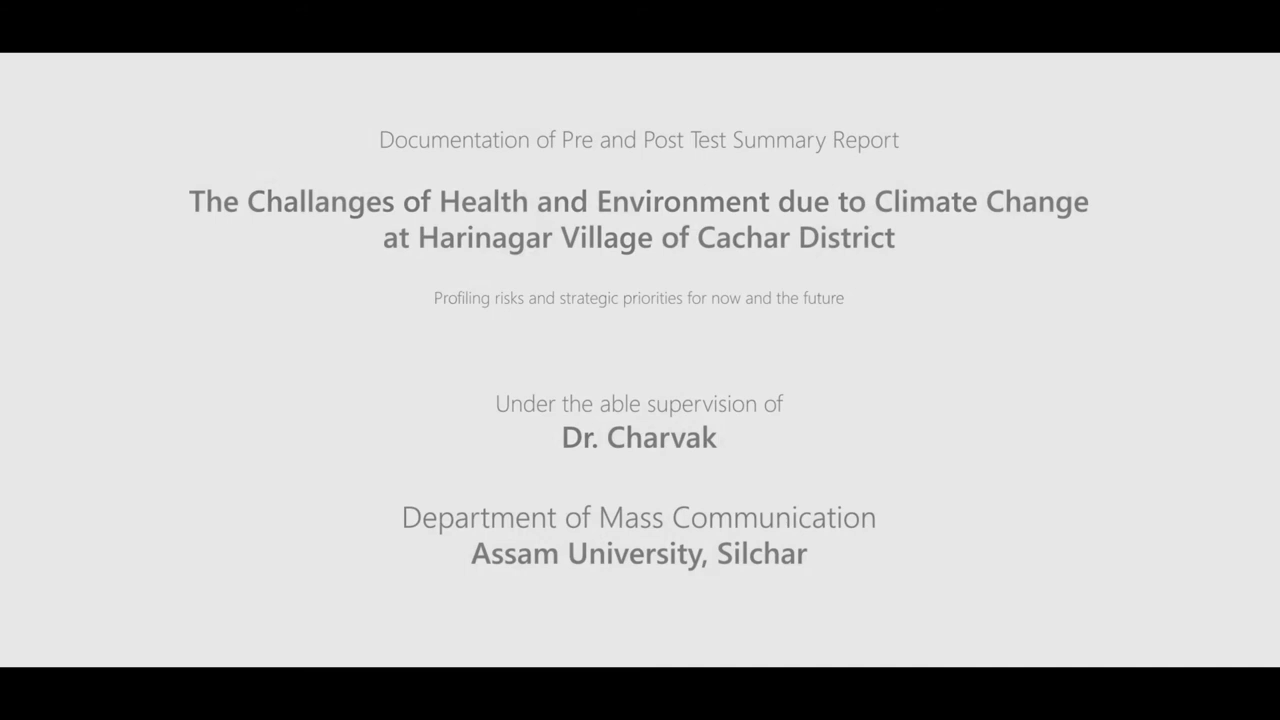 Documentation of Pre and Post Test Summary Report
The Challanges of Health and Environment due to Climate Change
at Harinagar Village of Cachar District
Profiling risks and strategic priorities for now and the future
Under the able supervision of
Dr. Charvak
Department of Mass Communication
Assam University, Silchar